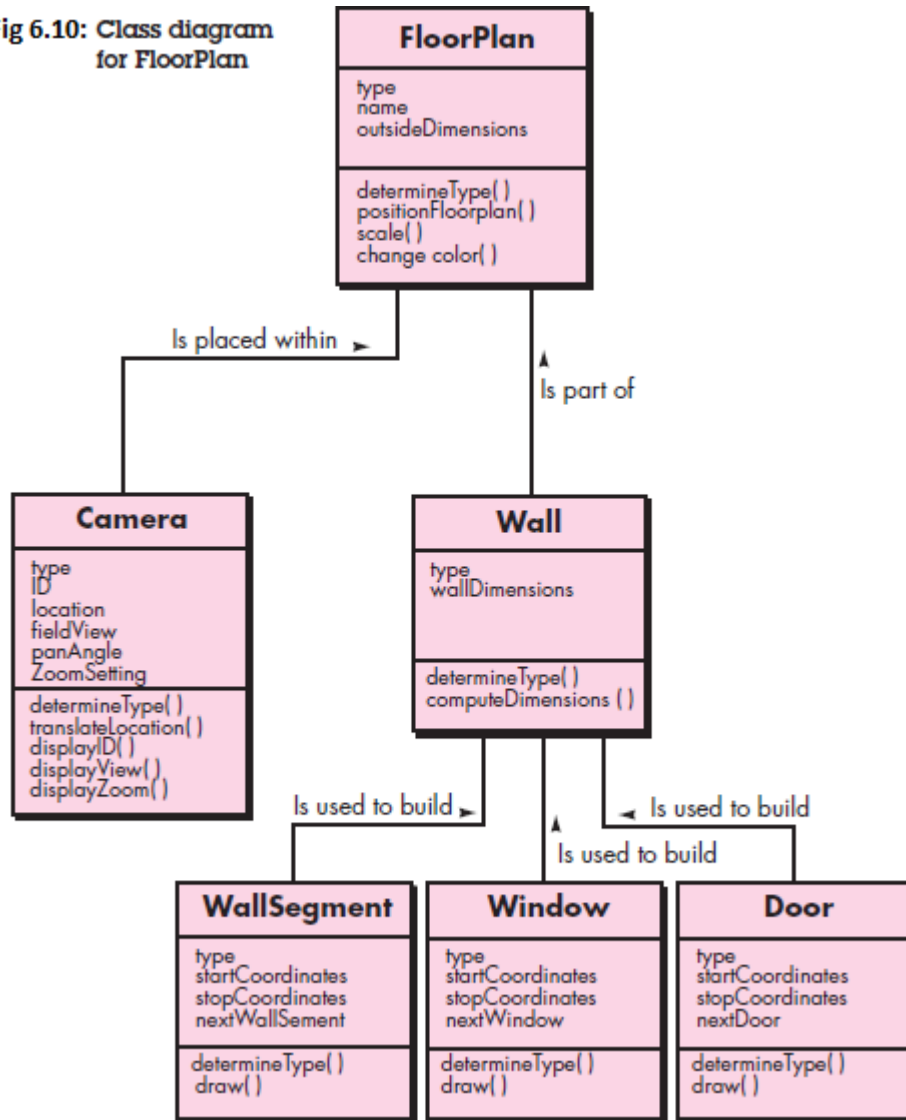 ig 6.10: Class diagram
for FloorPlan
FloorPlan
type
name
outsideDimensions
determineType( )
positionFloorplan( )
scale( )
change color( )
Is placed within
Is part of
Camera
type
ID
location
fieldView
panAngle
ZoomSetting
determineType( )
translateLocation( )
displayID( )
displayView( )
displayZoom( )
Wall
type
wallDimensions
determineType( )
computeDimensions ( )
Is used to build
Is used to build
Is used to build
WallSegment
type
startCoordinates
stopCoordinates
nextWallSement
determineType( )
draw( )
Window
type
startCoordinates
stopCoordinates
nextWindow
determineType( )
draw( )
Door
type
startCoordinates
stopCoordinates
nextDoor
determineType( )
draw( )